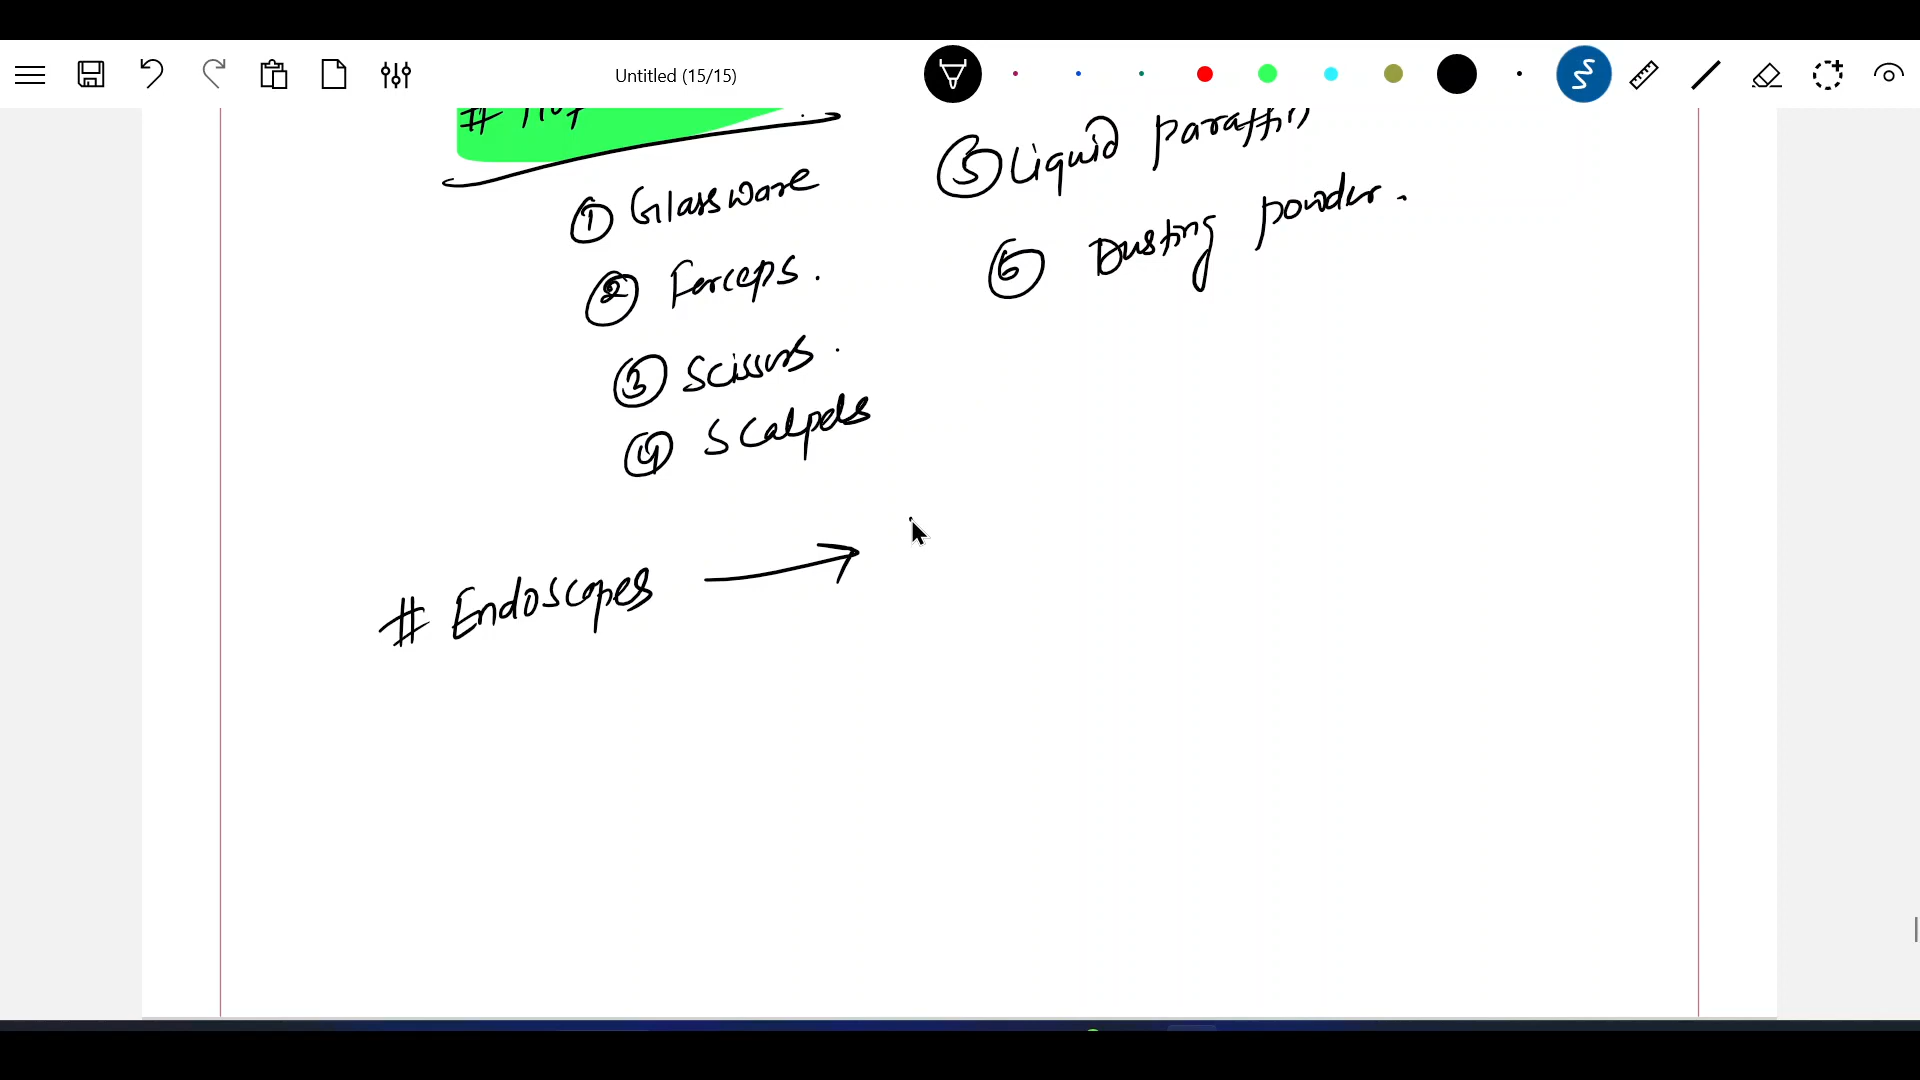 Untitled (15/15)
#
① Glassware
② Forceps.
③ Scissors.
④ Scalpels
⑤ Liquid paraffin
⑥ Dusting powder.
# Endoscopes →